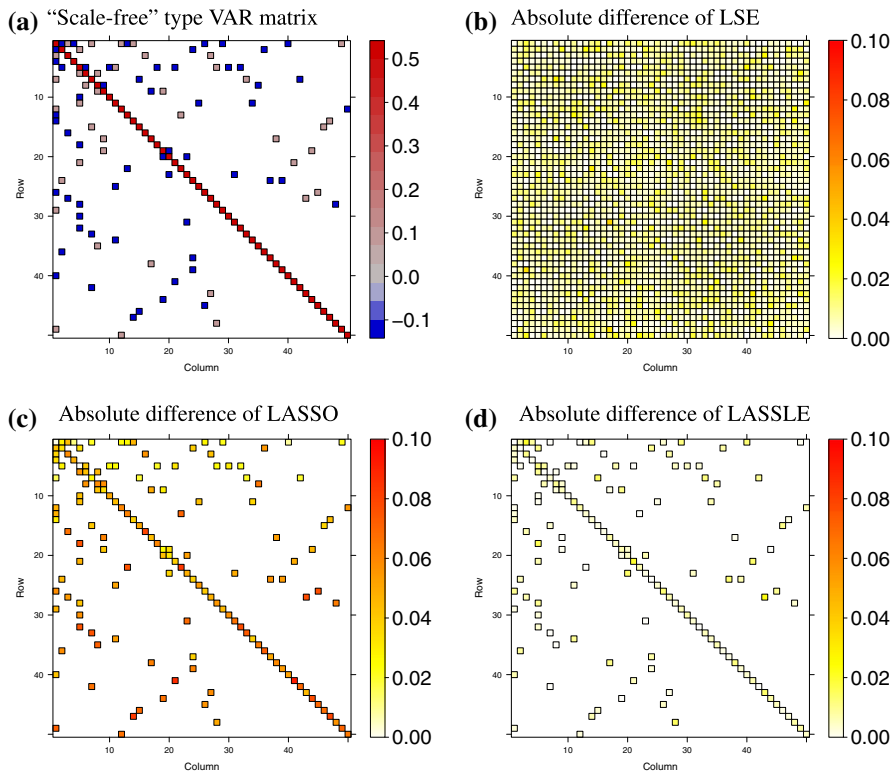 (a) “Scale-free” type VAR matrix
10
20
30
40
Row
10 20 30 40
Column
0.5
0.4
0.3
0.2
0.1
0.0
−0.1
(b) Absolute difference of LSE
10
20
30
40
Row
10 20 30 40
Column
0.10
0.08
0.06
0.04
0.02
0.00
(c) Absolute difference of LASSO
10
20
30
40
Row
10 20 30 40
Column
0.10
0.08
0.06
0.04
0.02
0.00
(d) Absolute difference of LASSLE
10
20
30
40
Row
10 20 30 40
Column
0.10
0.08
0.06
0.04
0.02
0.00